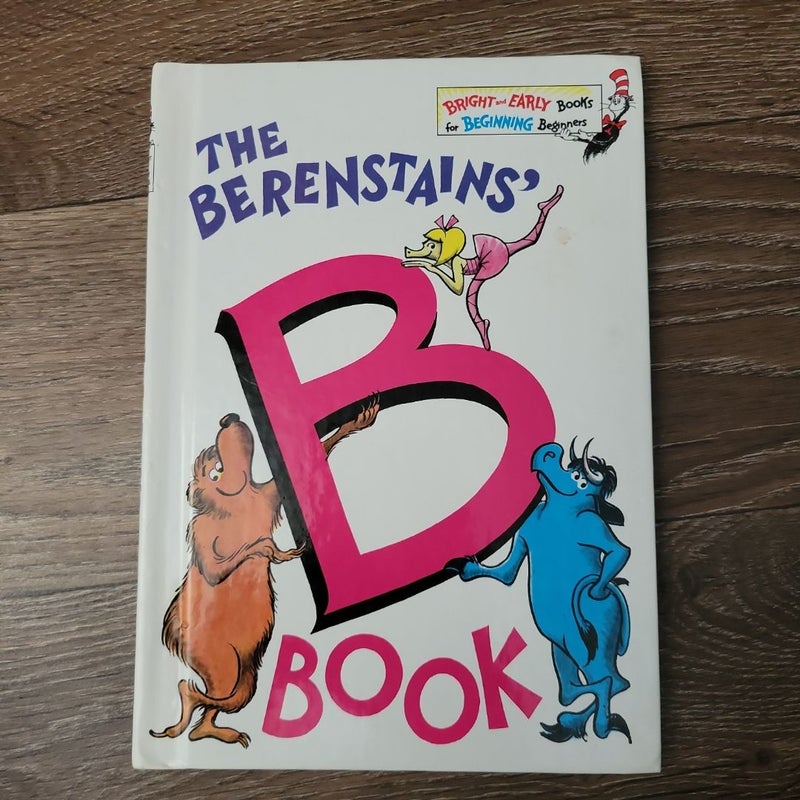 BRIGHT and EARLY BOOKS
for BEGINNING Beginners
THE
BERENSTAINS'
B
BOOK